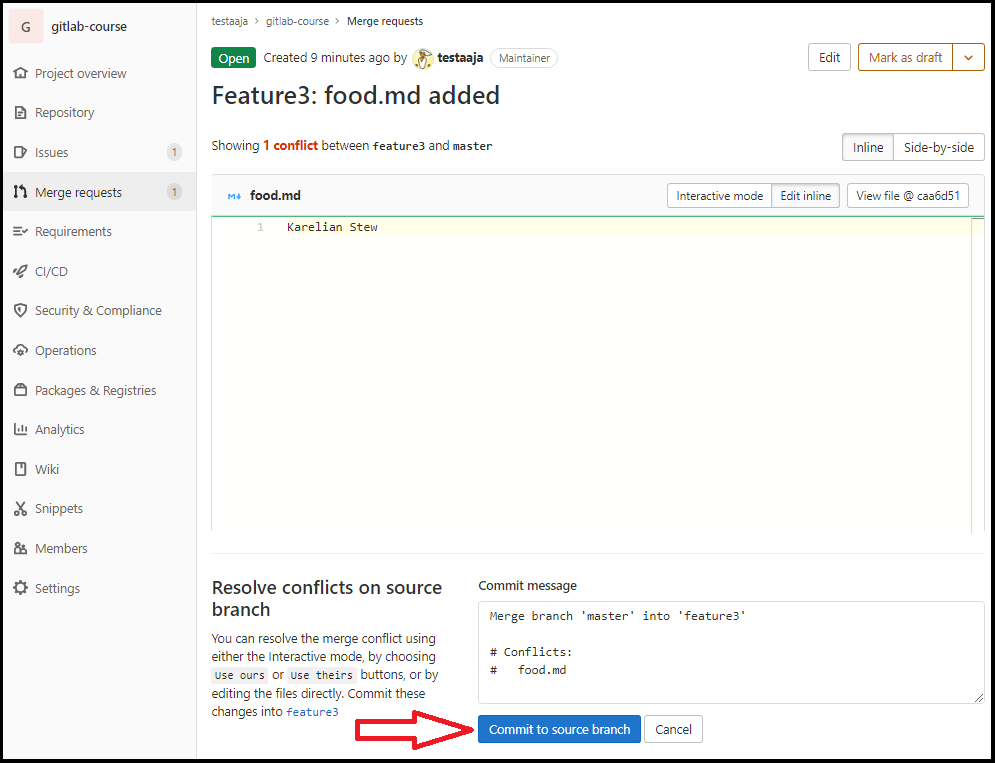 G gitlab-course
Project overview
Repository
Issues 1
Merge requests 1
Requirements
CI/CD
Security & Compliance
Operations
Packages & Registries
Analytics
Wiki
Snippets
Members
Settings
testaaja > gitlab-course > Merge requests
Open Created 9 minutes ago by testaaja Maintainer
Edit Mark as draft
Feature3: food.md added
Showing 1 conflict between feature3 and master
Inline Side-by-side
M↓ food.md Interactive mode Edit inline View file @ caa6d51
1 Karelian Stew
Resolve conflicts on source
branch
You can resolve the merge conflict using
either the Interactive mode, by choosing
Use ours or Use theirs buttons, or by
editing the files directly. Commit these
changes into feature3
Commit message
Merge branch 'master' into 'feature3'
# Conflicts:
# food.md
Commit to source branch Cancel